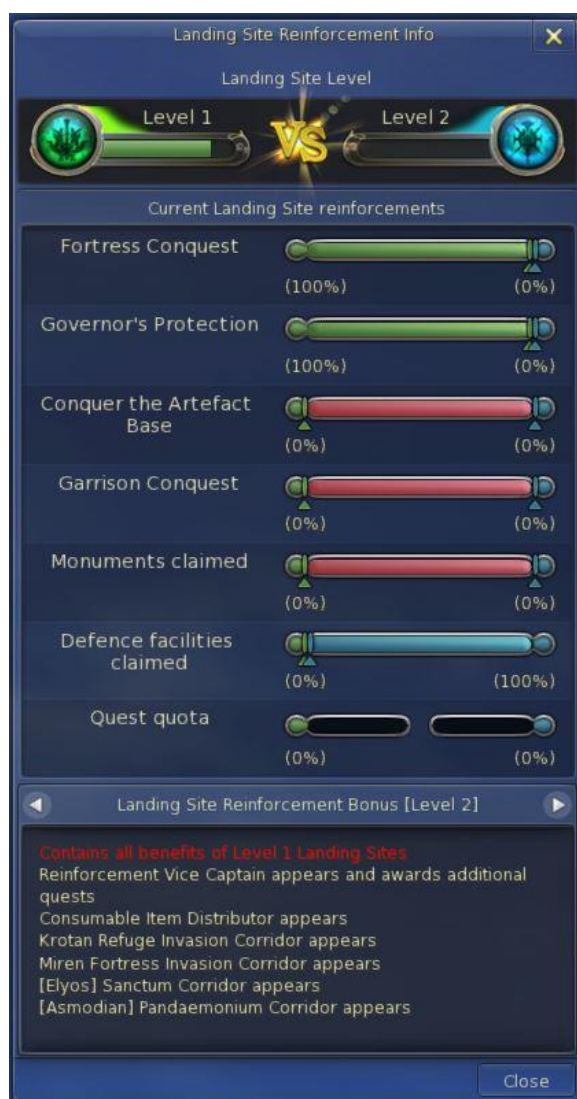 Landing Site Reinforcement Info
Landing Site Level
Level 1
VS
Level 2
Current Landing Site reinforcements
Fortress Conquest
(100%) (0%)
Governor's Protection
(100%) (0%)
Conquer the Artefact
Base
(0%) (0%)
Garrison Conquest
(0%) (0%)
Monuments claimed
(0%) (0%)
Defence facilities
claimed
(0%) (100%)
Quest quota
(0%) (0%)
Landing Site Reinforcement Bonus [Level 2]
Contains all benefits of Level 1 Landing Sites
Reinforcement Vice Captain appears and awards additional
quests
Consumable Item Distributor appears
Krotan Refuge Invasion Corridor appears
Miren Fortress Invasion Corridor appears
[Elyos] Sanctum Corridor appears
[Asmodian] Pandaemonium Corridor appears
Close